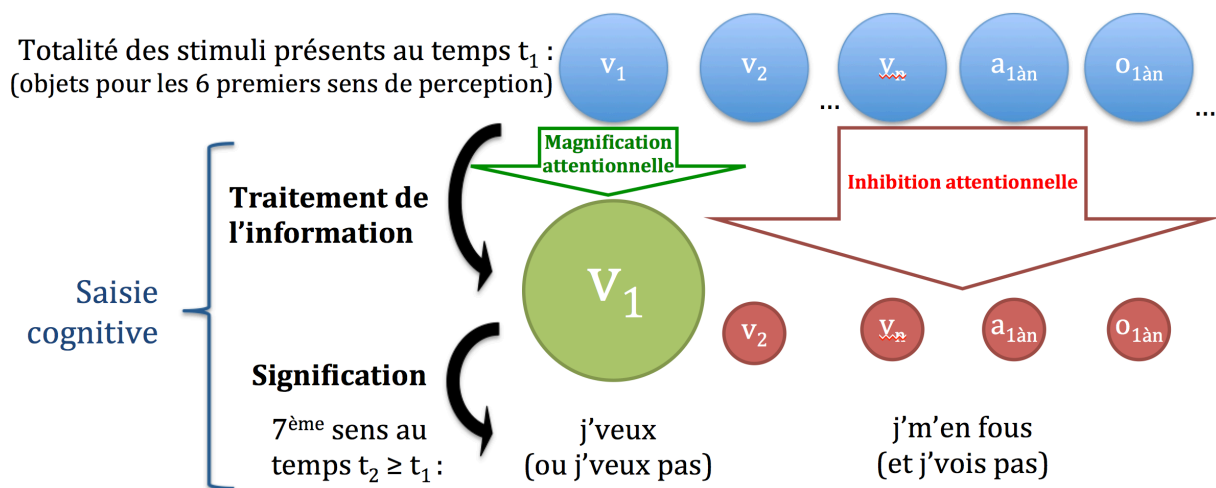 Totalité des stimuli présents au temps t₁ :
(objets pour les 6 premiers sens de perception)
v₁
v₂
...
vₙ
a₁àₙ
o₁àₙ
...
Magnification
attentionnelle
Inhibition attentionnelle
Traitement de
l'information
Saisie
cognitive
v₁
v₂
vₙ
a₁àₙ
o₁àₙ
Signification
7ème sens au
temps t₂ ≥ t₁ :
j'veux
(ou j'veux pas)
j'm'en fous
(et j'vois pas)